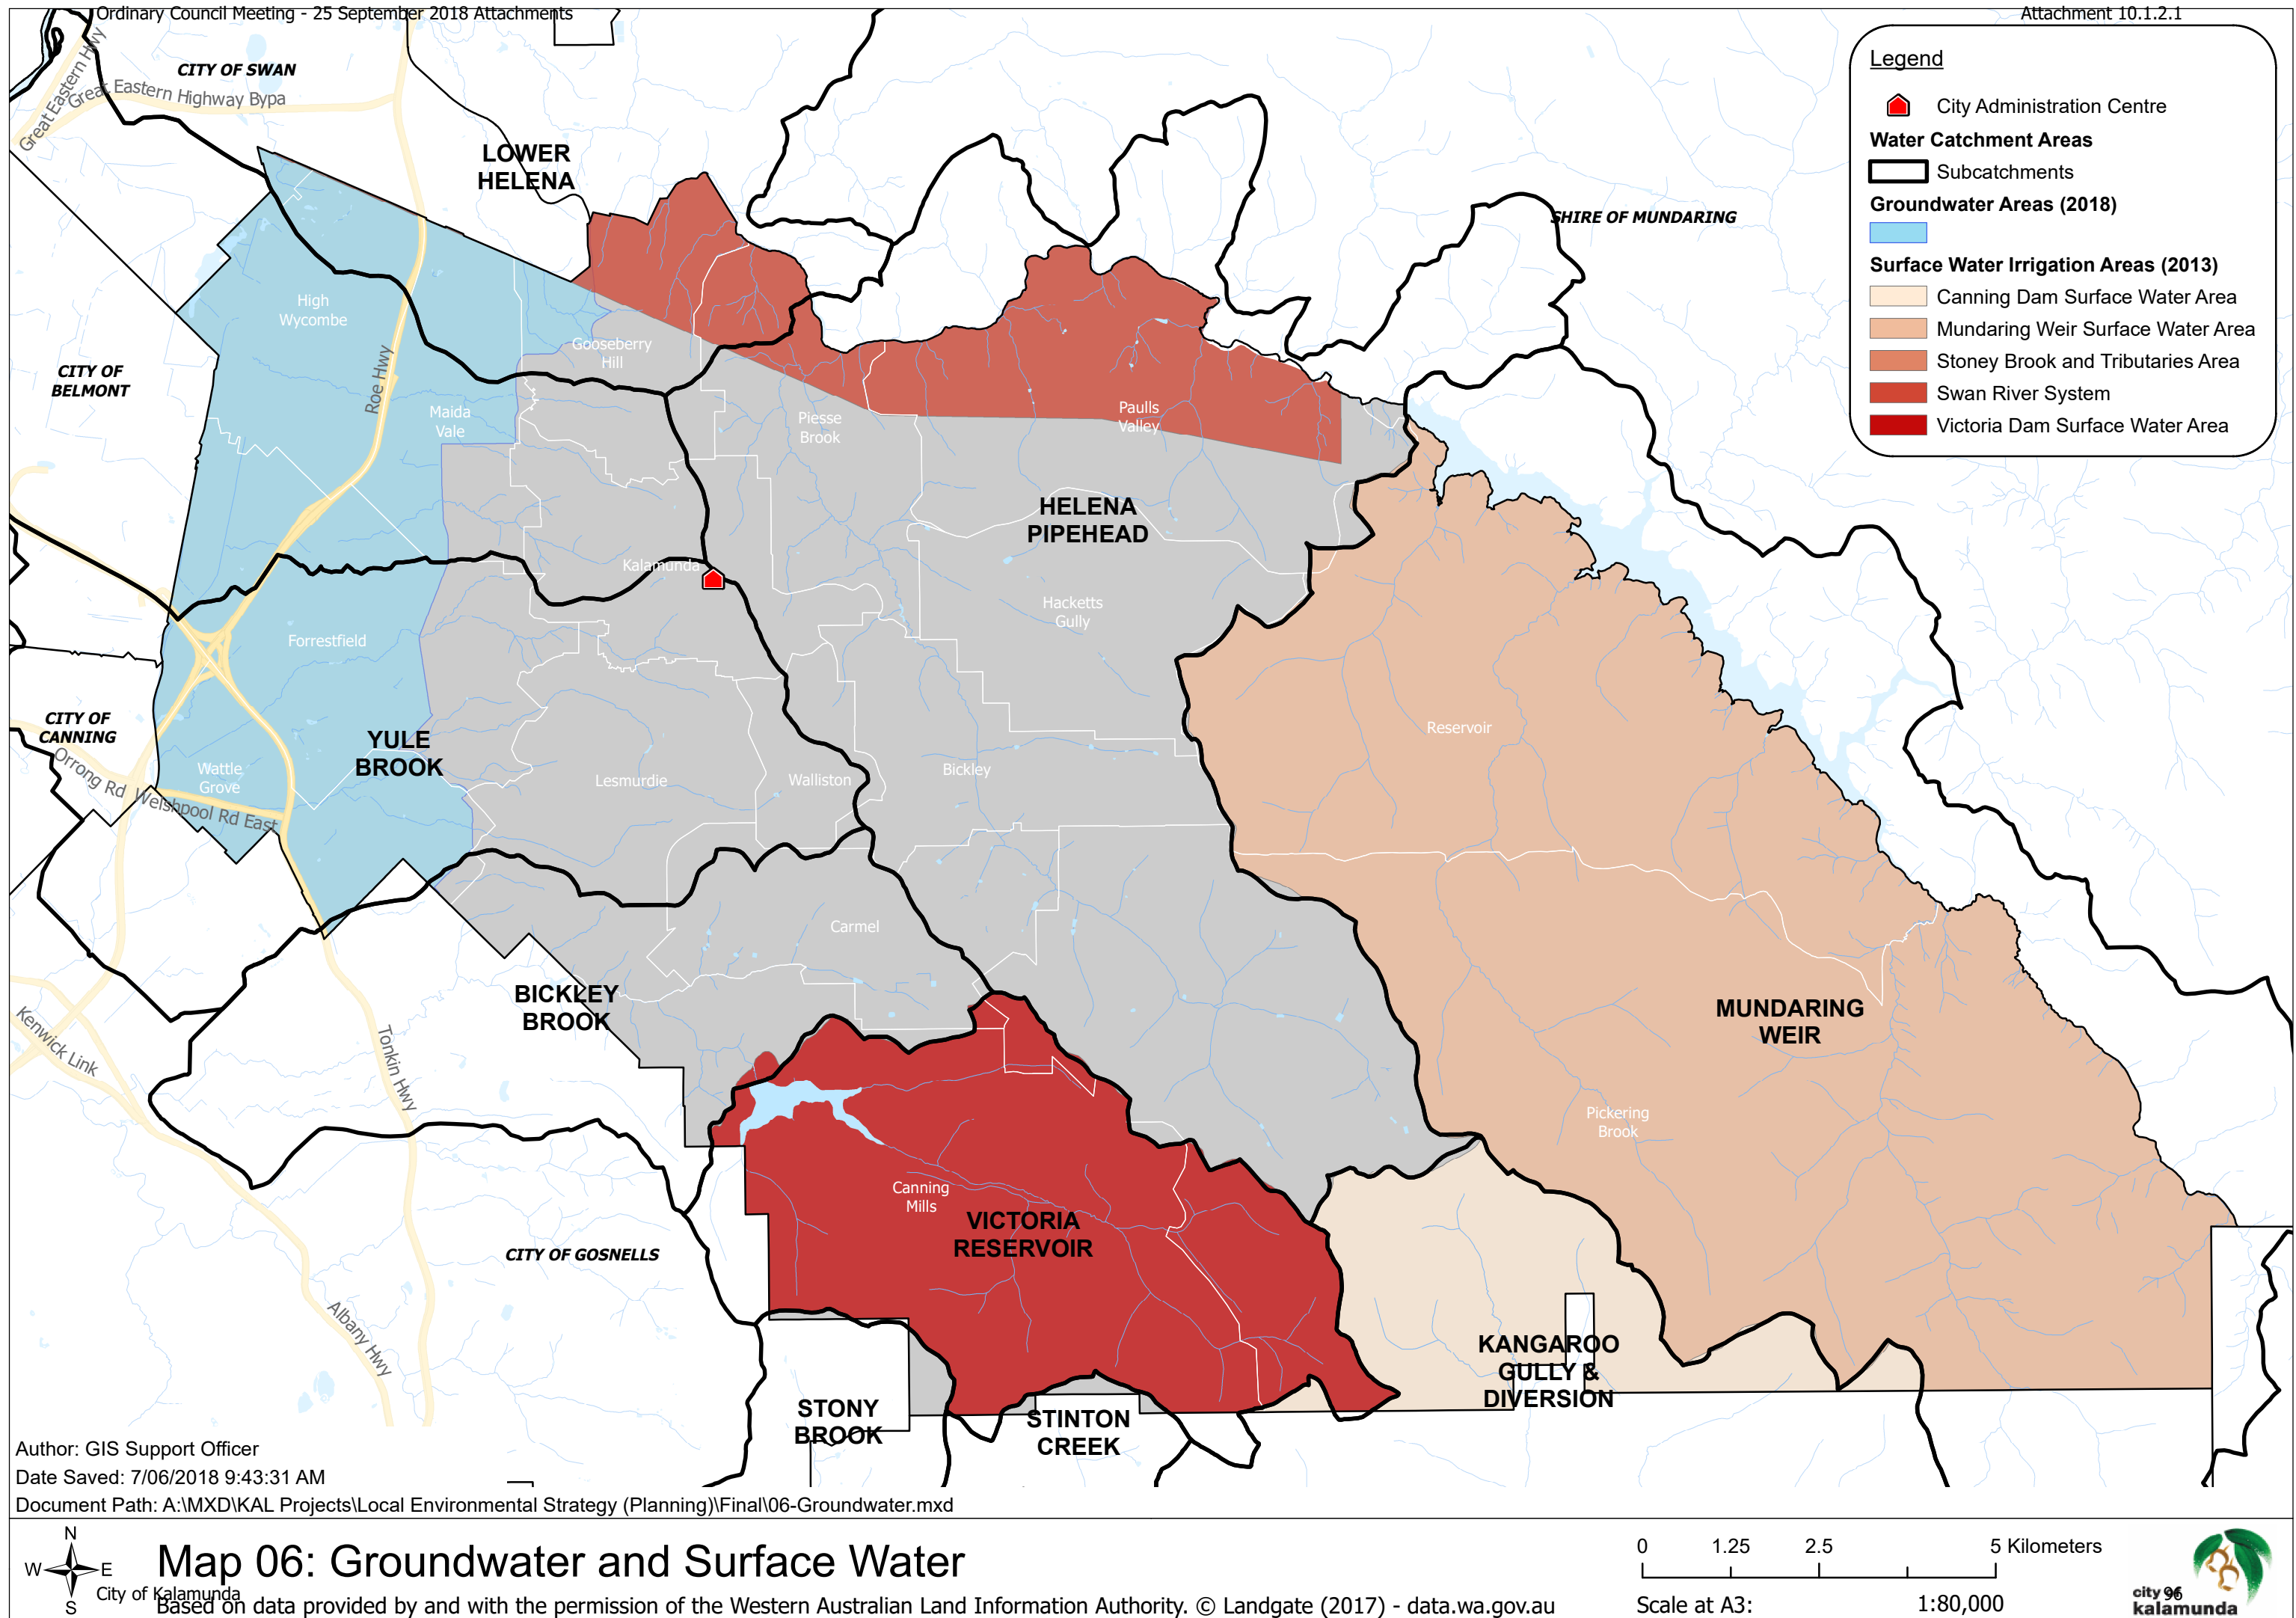 Ordinary Council Meeting - 25 September 2018 Attachments
Attachment 10.1.2.1
Legend
City Administration Centre
Water Catchment Areas
Subcatchments
Groundwater Areas (2018)
Surface Water Irrigation Areas (2013)
Canning Dam Surface Water Area
Mundaring Weir Surface Water Area
Stoney Brook and Tributaries Area
Swan River System
Victoria Dam Surface Water Area
CITY OF SWAN
Great Eastern Hwy
Great Eastern Highway Bypa
LOWER
HELENA
SHIRE OF MUNDARING
High
Wycombe
Gooseberry
Hill
CITY OF
BELMONT
Roe Hwy
Maida
Vale
Piesse
Brook
Paulls
Valley
HELENA
PIPEHEAD
Kalamunda
Hacketts
Gully
Forrestfield
CITY OF
CANNING
YULE
BROOK
Reservoir
Orrong Rd
Wattle
Grove
Welshpool Rd East
Lesmurdie
Walliston
Bickley
Carmel
BICKLEY
BROOK
MUNDARING
WEIR
Kenwick Link
Tonkin Hwy
Pickering
Brook
Canning
Mills
VICTORIA
RESERVOIR
CITY OF GOSNELLS
Albany Hwy
KANGAROO
GULLY &
DIVERSION
STONY
BROOK
STINTON
CREEK
Author: GIS Support Officer
Date Saved: 7/06/2018 9:43:31 AM
Document Path: A:\MXD\KAL Projects\Local Environmental Strategy (Planning)\Final\06-Groundwater.mxd
N
W E
S
Map 06: Groundwater and Surface Water
City of Kalamunda
Based on data provided by and with the permission of the Western Australian Land Information Authority. © Landgate (2017) - data.wa.gov.au
0 1.25 2.5 5 Kilometers
Scale at A3: 1:80,000
city of
96
kalamunda